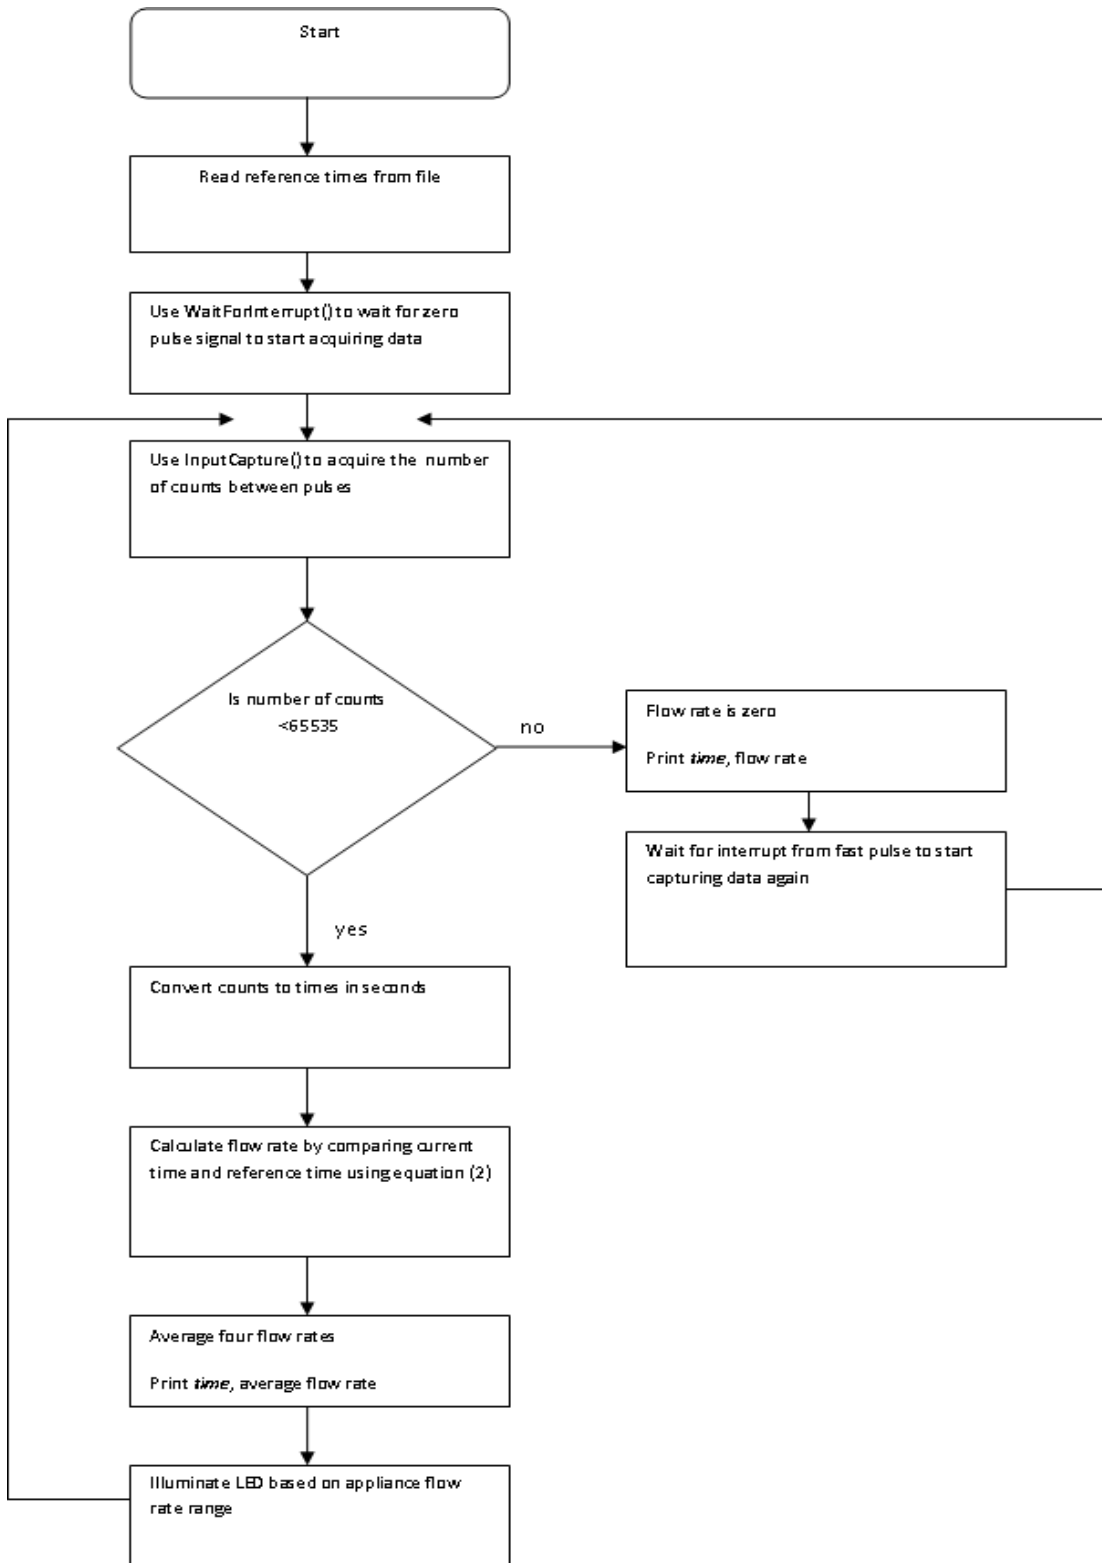 Start
Read reference times from file
Use WaitForInterrupt() to wait for zero
pulse signal to start acquiring data
Use InputCapture() to acquire the number
of counts between pulses
Is number of counts
<65535
no
Flow rate is zero
Print time, flow rate
Wait for interrupt from fast pulse to start
capturing data again
yes
Convert counts to times in seconds
Calculate flow rate by comparing current
time and reference time using equation (2)
Average four flow rates
Print time, average flow rate
Illuminate LED based on appliance flow
rate range